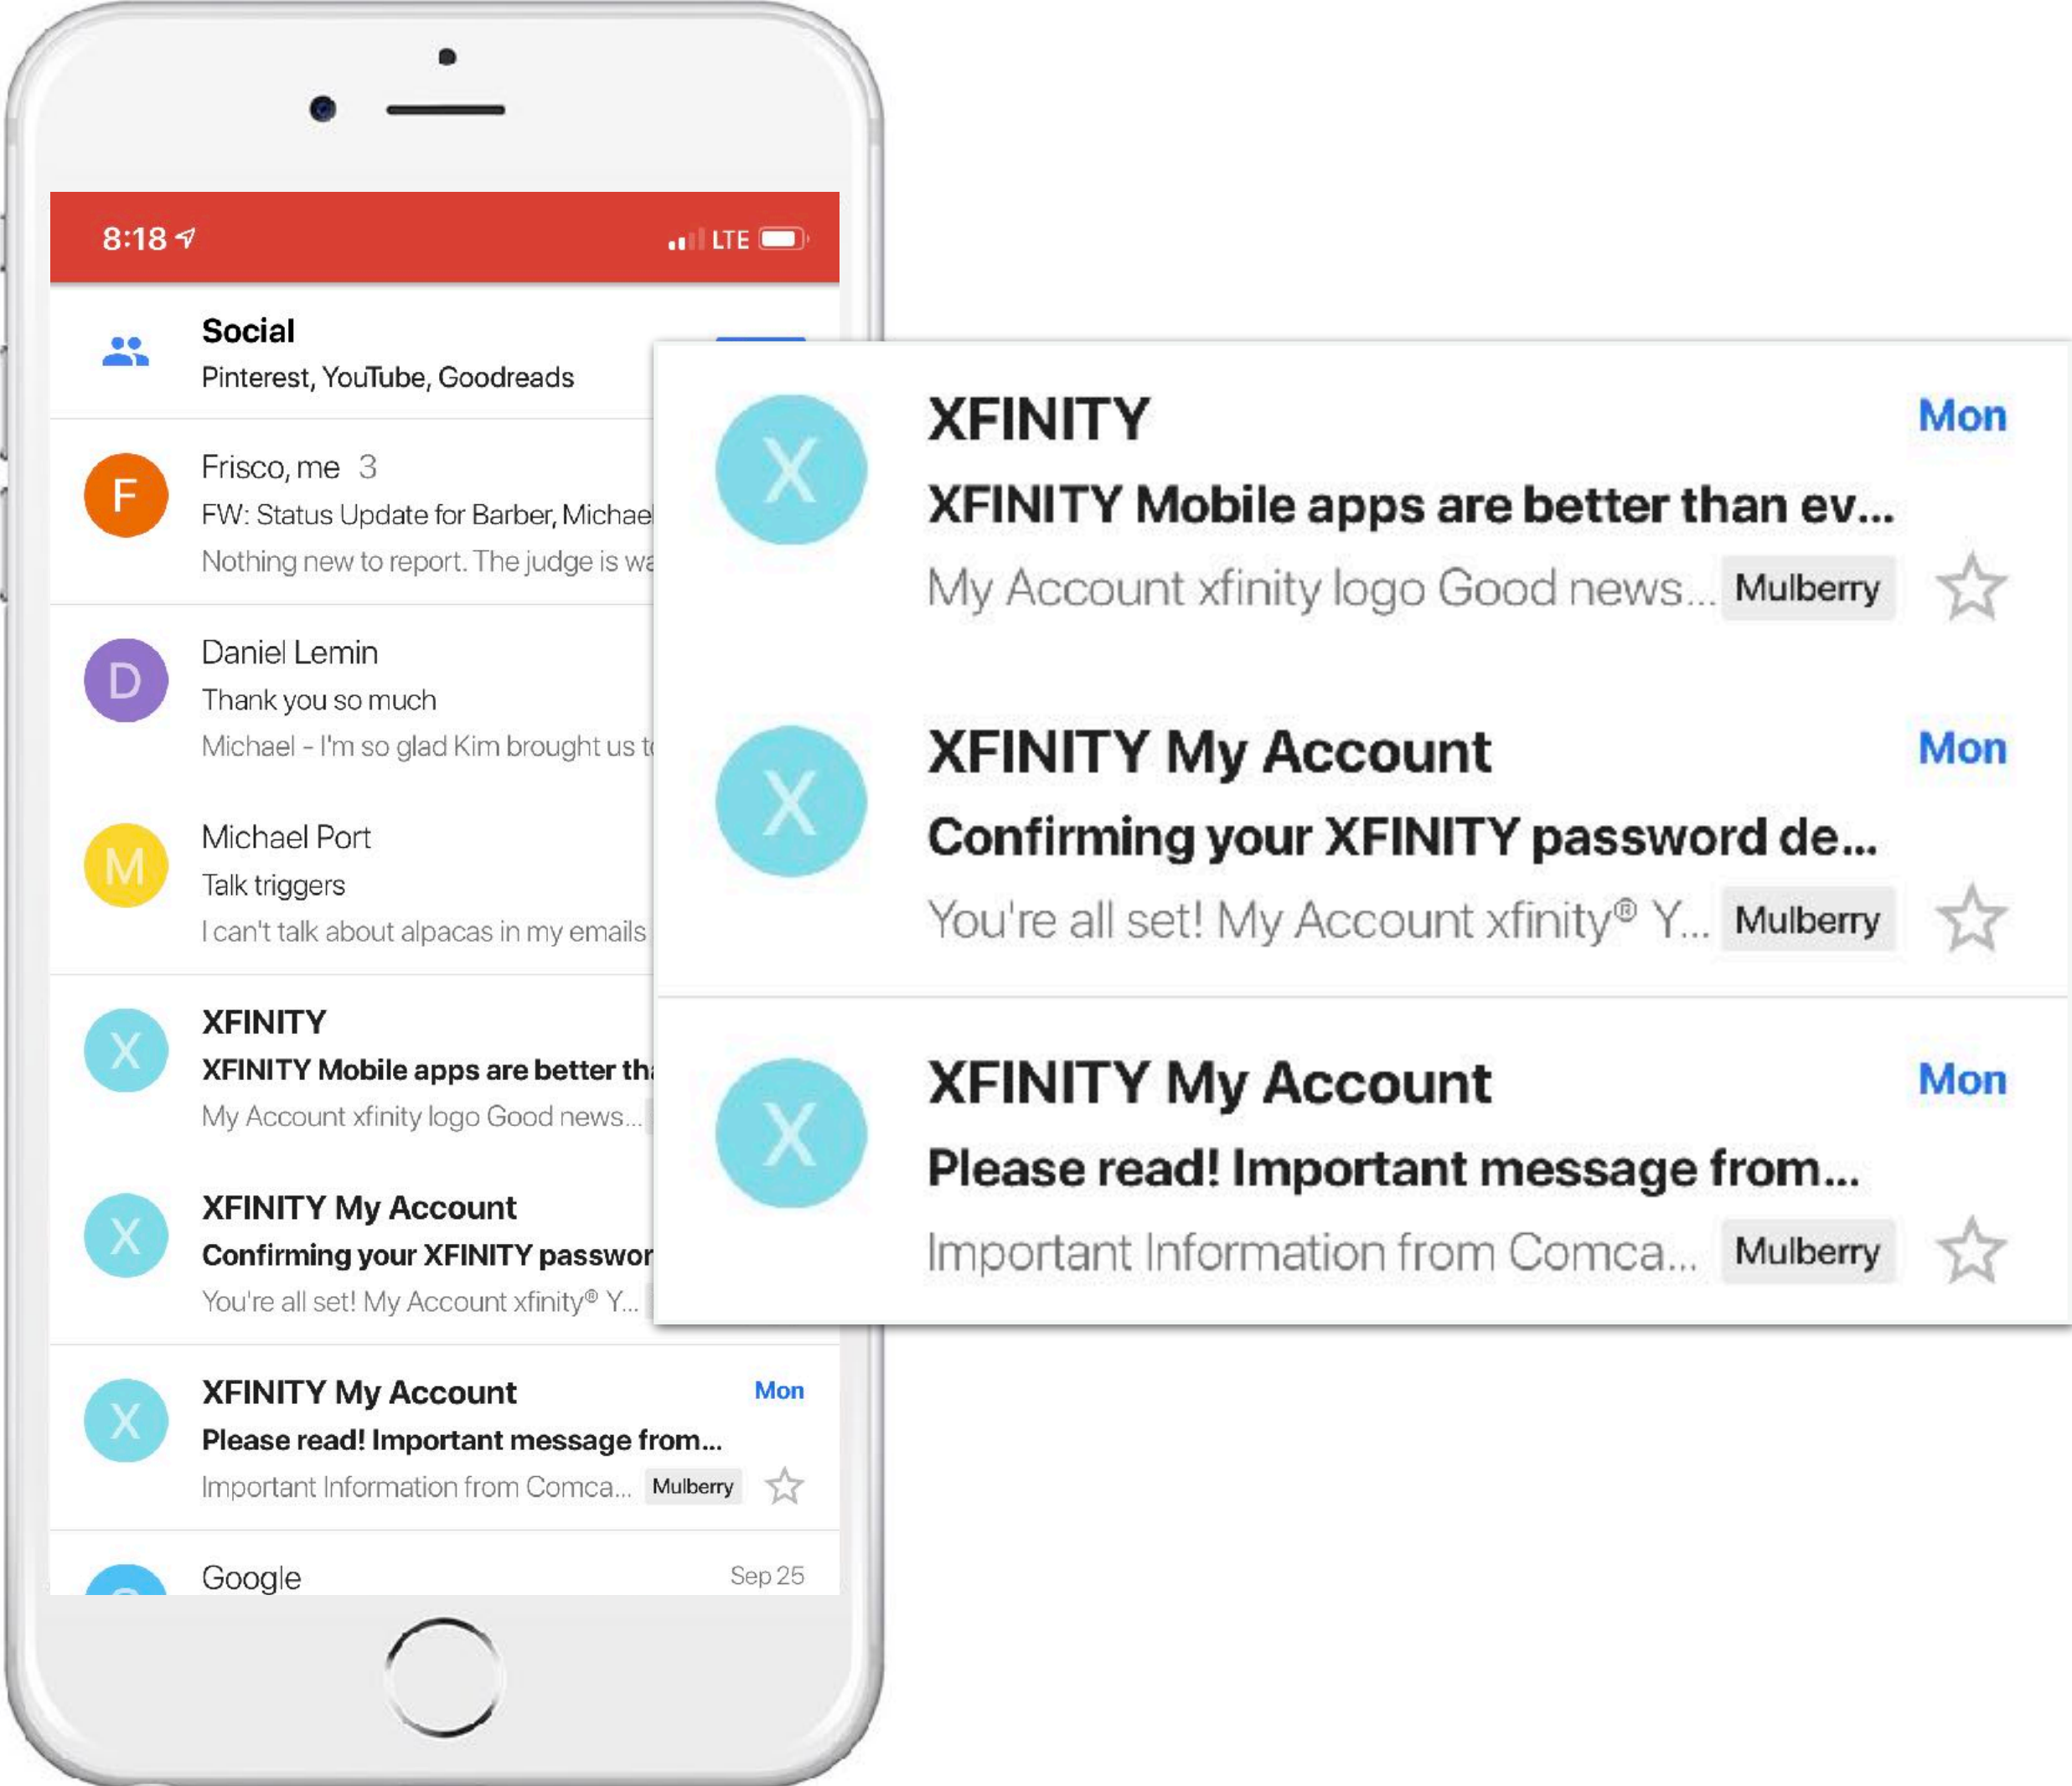 8:18 LTE
Social
Pinterest, YouTube, Goodreads
F
Frisco, me 3
FW: Status Update for Barber, Michael
Nothing new to report. The judge is
D
Daniel Lemin
Thank you so much
Michael - I'm so glad Kim brought us
M
Michael Port
Talk triggers
I can't talk about alpacas in my emails
X
XFINITY
XFINITY Mobile apps are better
My Account xfinity logo Good news...
X
XFINITY My Account
Confirming your XFINITY
You're all set! My Account xfinity® Y...
X
XFINITY My Account Mon
Please read! Important message from...
Important Information from Comca... Mulberry
Google Sep 25
X
XFINITY Mon
XFINITY Mobile apps are better than ev...
My Account xfinity logo Good news... Mulberry
X
XFINITY My Account Mon
Confirming your XFINITY password de...
You're all set! My Account xfinity® Y... Mulberry
X
XFINITY My Account Mon
Please read! Important message from...
Important Information from Comca... Mulberry